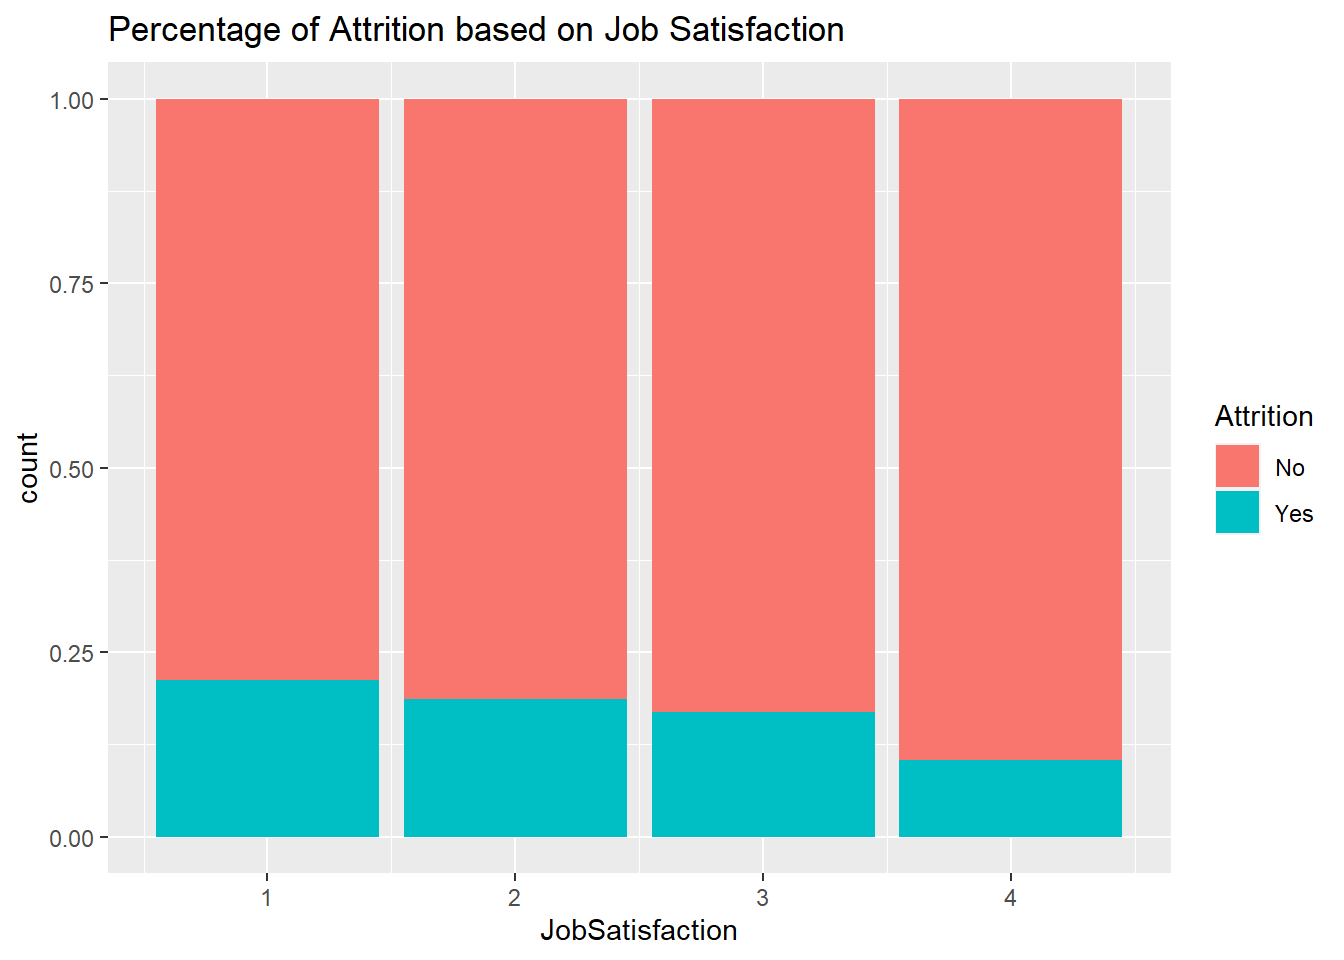 Percentage of Attrition based on Job Satisfaction
1.00
0.75
0.50
0.25
0.00
count
1 2 3 4
JobSatisfaction
Attrition
No
Yes